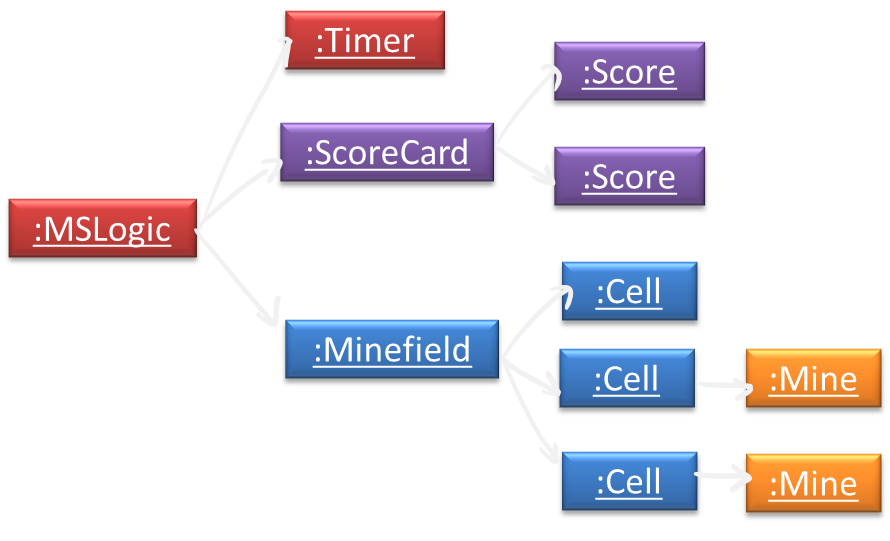 :Timer
:Score
:ScoreCard
:Score
:MSLogic
:Cell
:Minefield
:Cell
:Mine
:Cell
:Mine